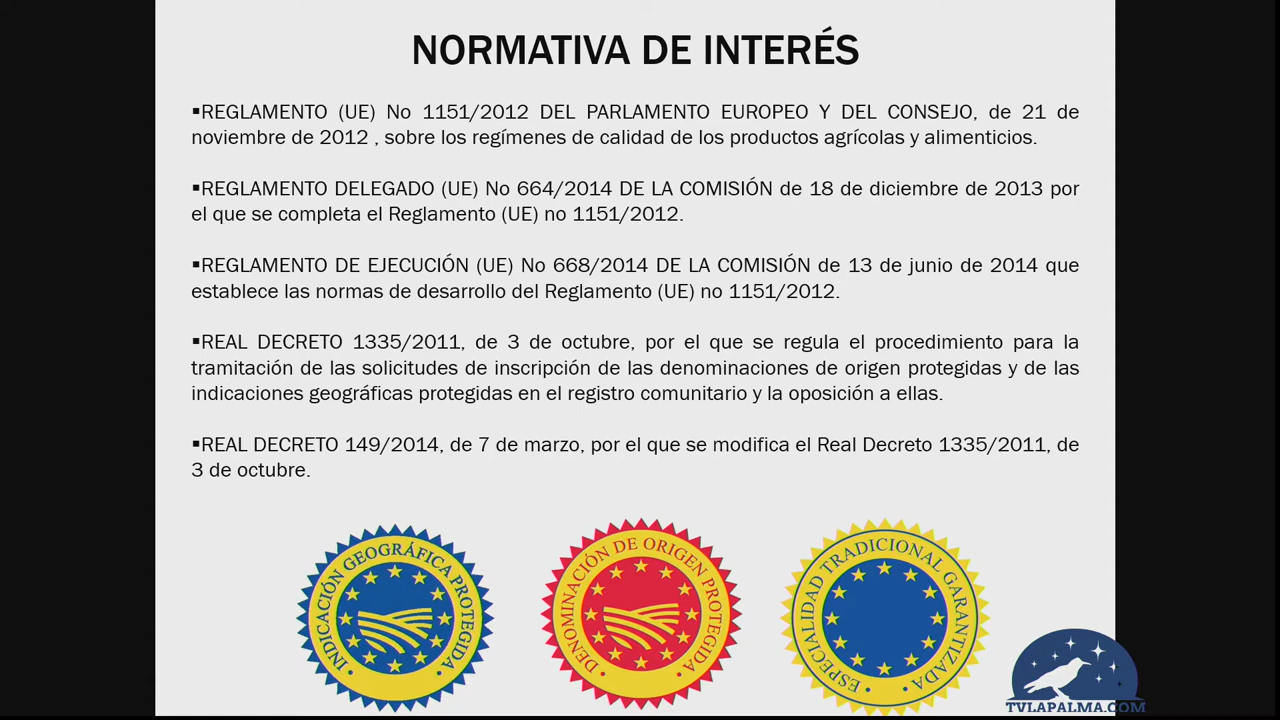 NORMATIVA DE INTERÉS
▪REGLAMENTO (UE) No 1151/2012 DEL PARLAMENTO EUROPEO Y DEL CONSEJO, de 21 de
noviembre de 2012 , sobre los regímenes de calidad de los productos agrícolas y alimenticios.
▪REGLAMENTO DELEGADO (UE) No 664/2014 DE LA COMISIÓN de 18 de diciembre de 2013 por
el que se completa el Reglamento (UE) no 1151/2012.
▪REGLAMENTO DE EJECUCIÓN (UE) No 668/2014 DE LA COMISIÓN de 13 de junio de 2014 que
establece las normas de desarrollo del Reglamento (UE) no 1151/2012.
▪REAL DECRETO 1335/2011, de 3 de octubre, por el que se regula el procedimiento para la
tramitación de las solicitudes de inscripción de las denominaciones de origen protegidas y de las
indicaciones geográficas protegidas en el registro comunitario y la oposición a ellas.
▪REAL DECRETO 149/2014, de 7 de marzo, por el que se modifica el Real Decreto 1335/2011, de
3 de octubre.
INDICACIÓN GEOGRÁFICA PROTEGIDA
DENOMINACIÓN DE ORIGEN PROTEGIDA
ESPECIALIDAD TRADICIONAL GARANTIZADA
TVLAPALMA.COM